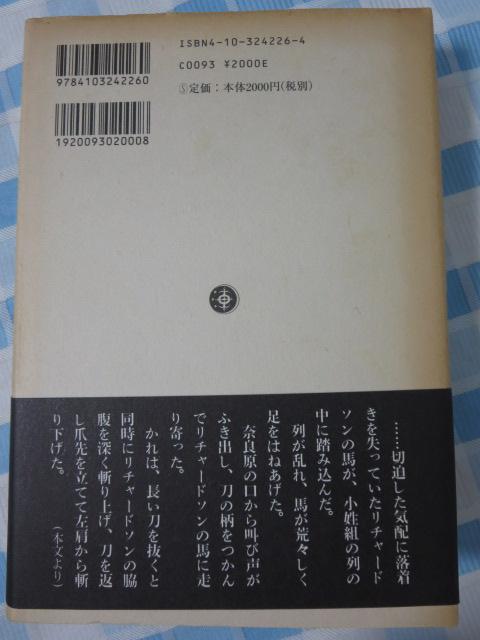 ISBN4-10-324226-4
C0093 ¥2000E
Ⓢ定価：本体2000円(税別)
9784103242260
1920093020008
……切迫した気配に落着
きを失っていたリチャード
ソンの馬が、小姓組の列の
中に踏み込んだ。
列が乱れ、馬が荒々しく
足をはねあげた。
奈良原の口から叫び声が
ふき出し、刀の柄をつかん
でリチャードソンの馬に走
り寄った。
かれは、長い刀を抜くと
同時にリチャードソンの脇
腹を深く斬り上げ、刀を返
し爪先を立てて左肩から斬
り下げた。
（本文より）